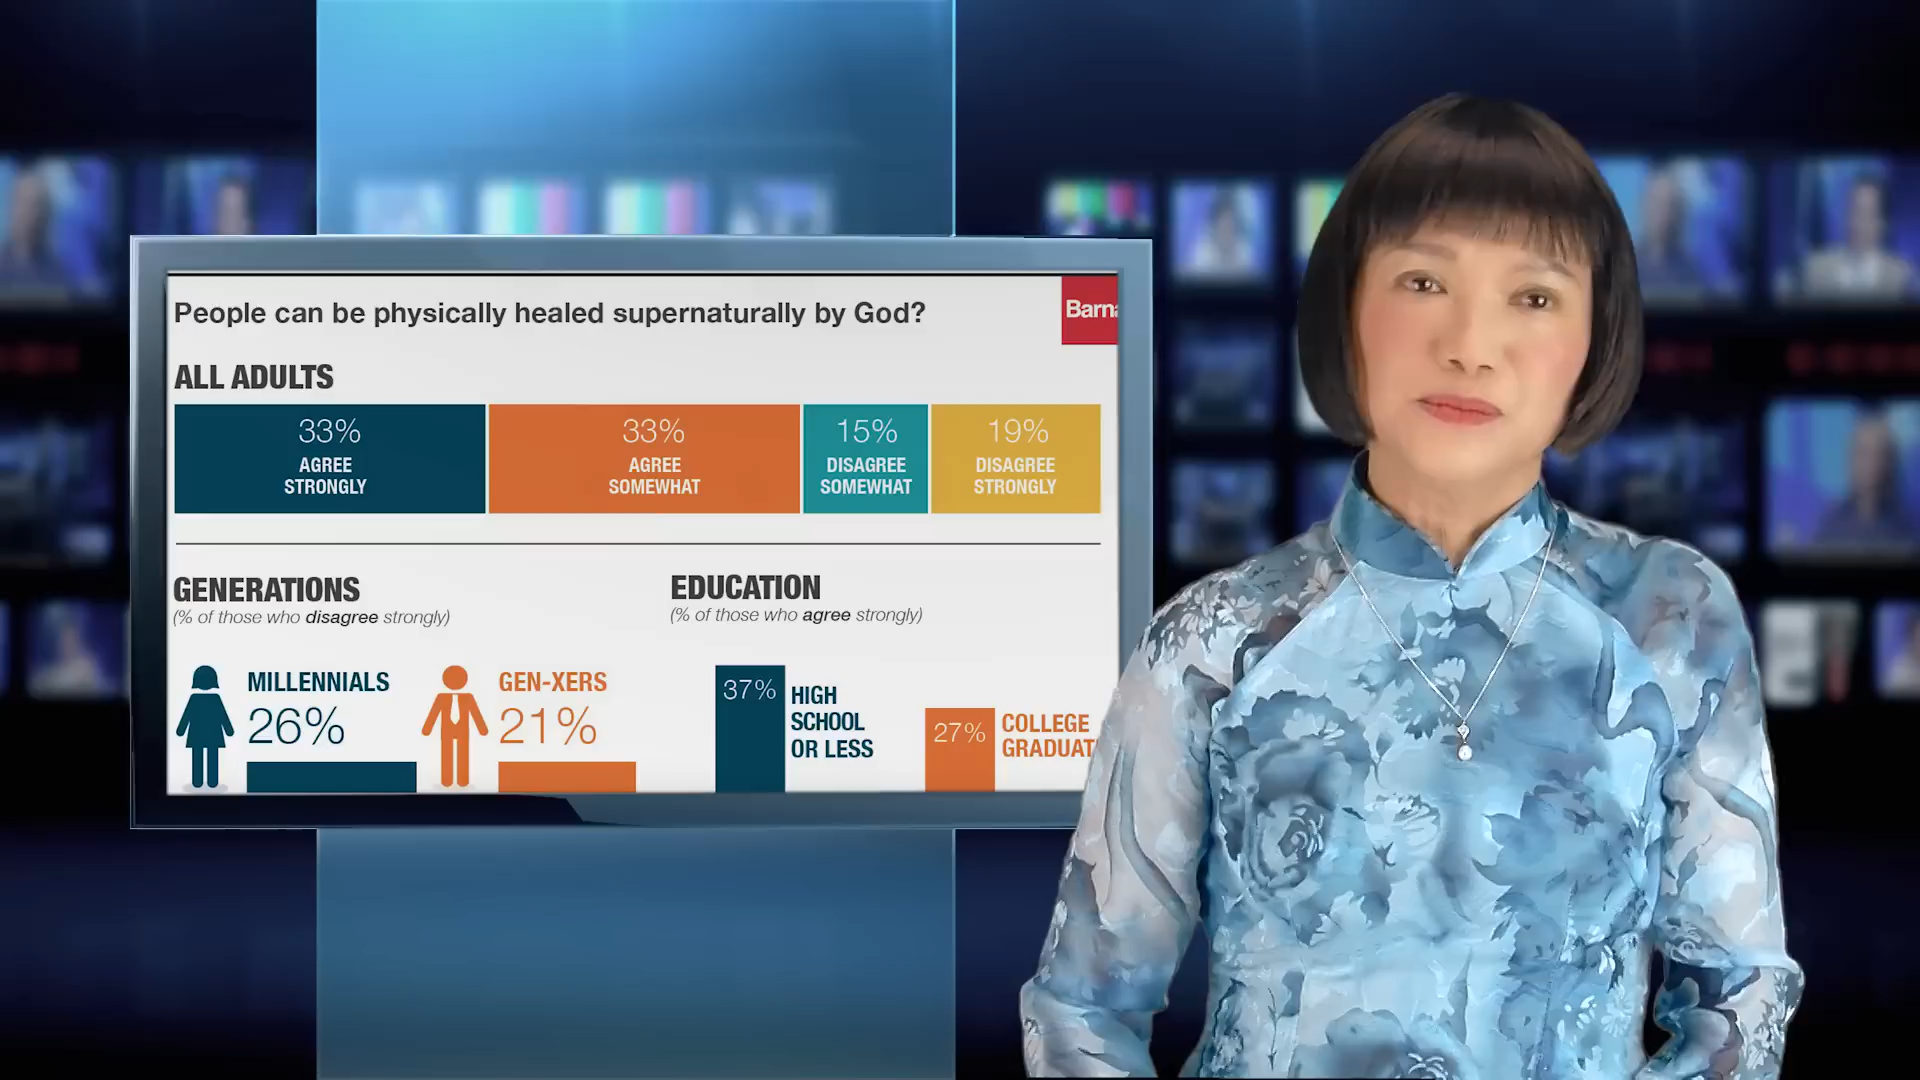 People can be physically healed supernaturally by God?
Barna
ALL ADULTS
33%
AGREE
STRONGLY
33%
AGREE
SOMEWHAT
15%
DISAGREE
SOMEWHAT
19%
DISAGREE
STRONGLY
GENERATIONS
(% of those who disagree strongly)
MILLENNIALS
26%
GEN-XERS
21%
EDUCATION
(% of those who agree strongly)
37%
HIGH
SCHOOL
OR LESS
27%
COLLEGE
GRADUAT